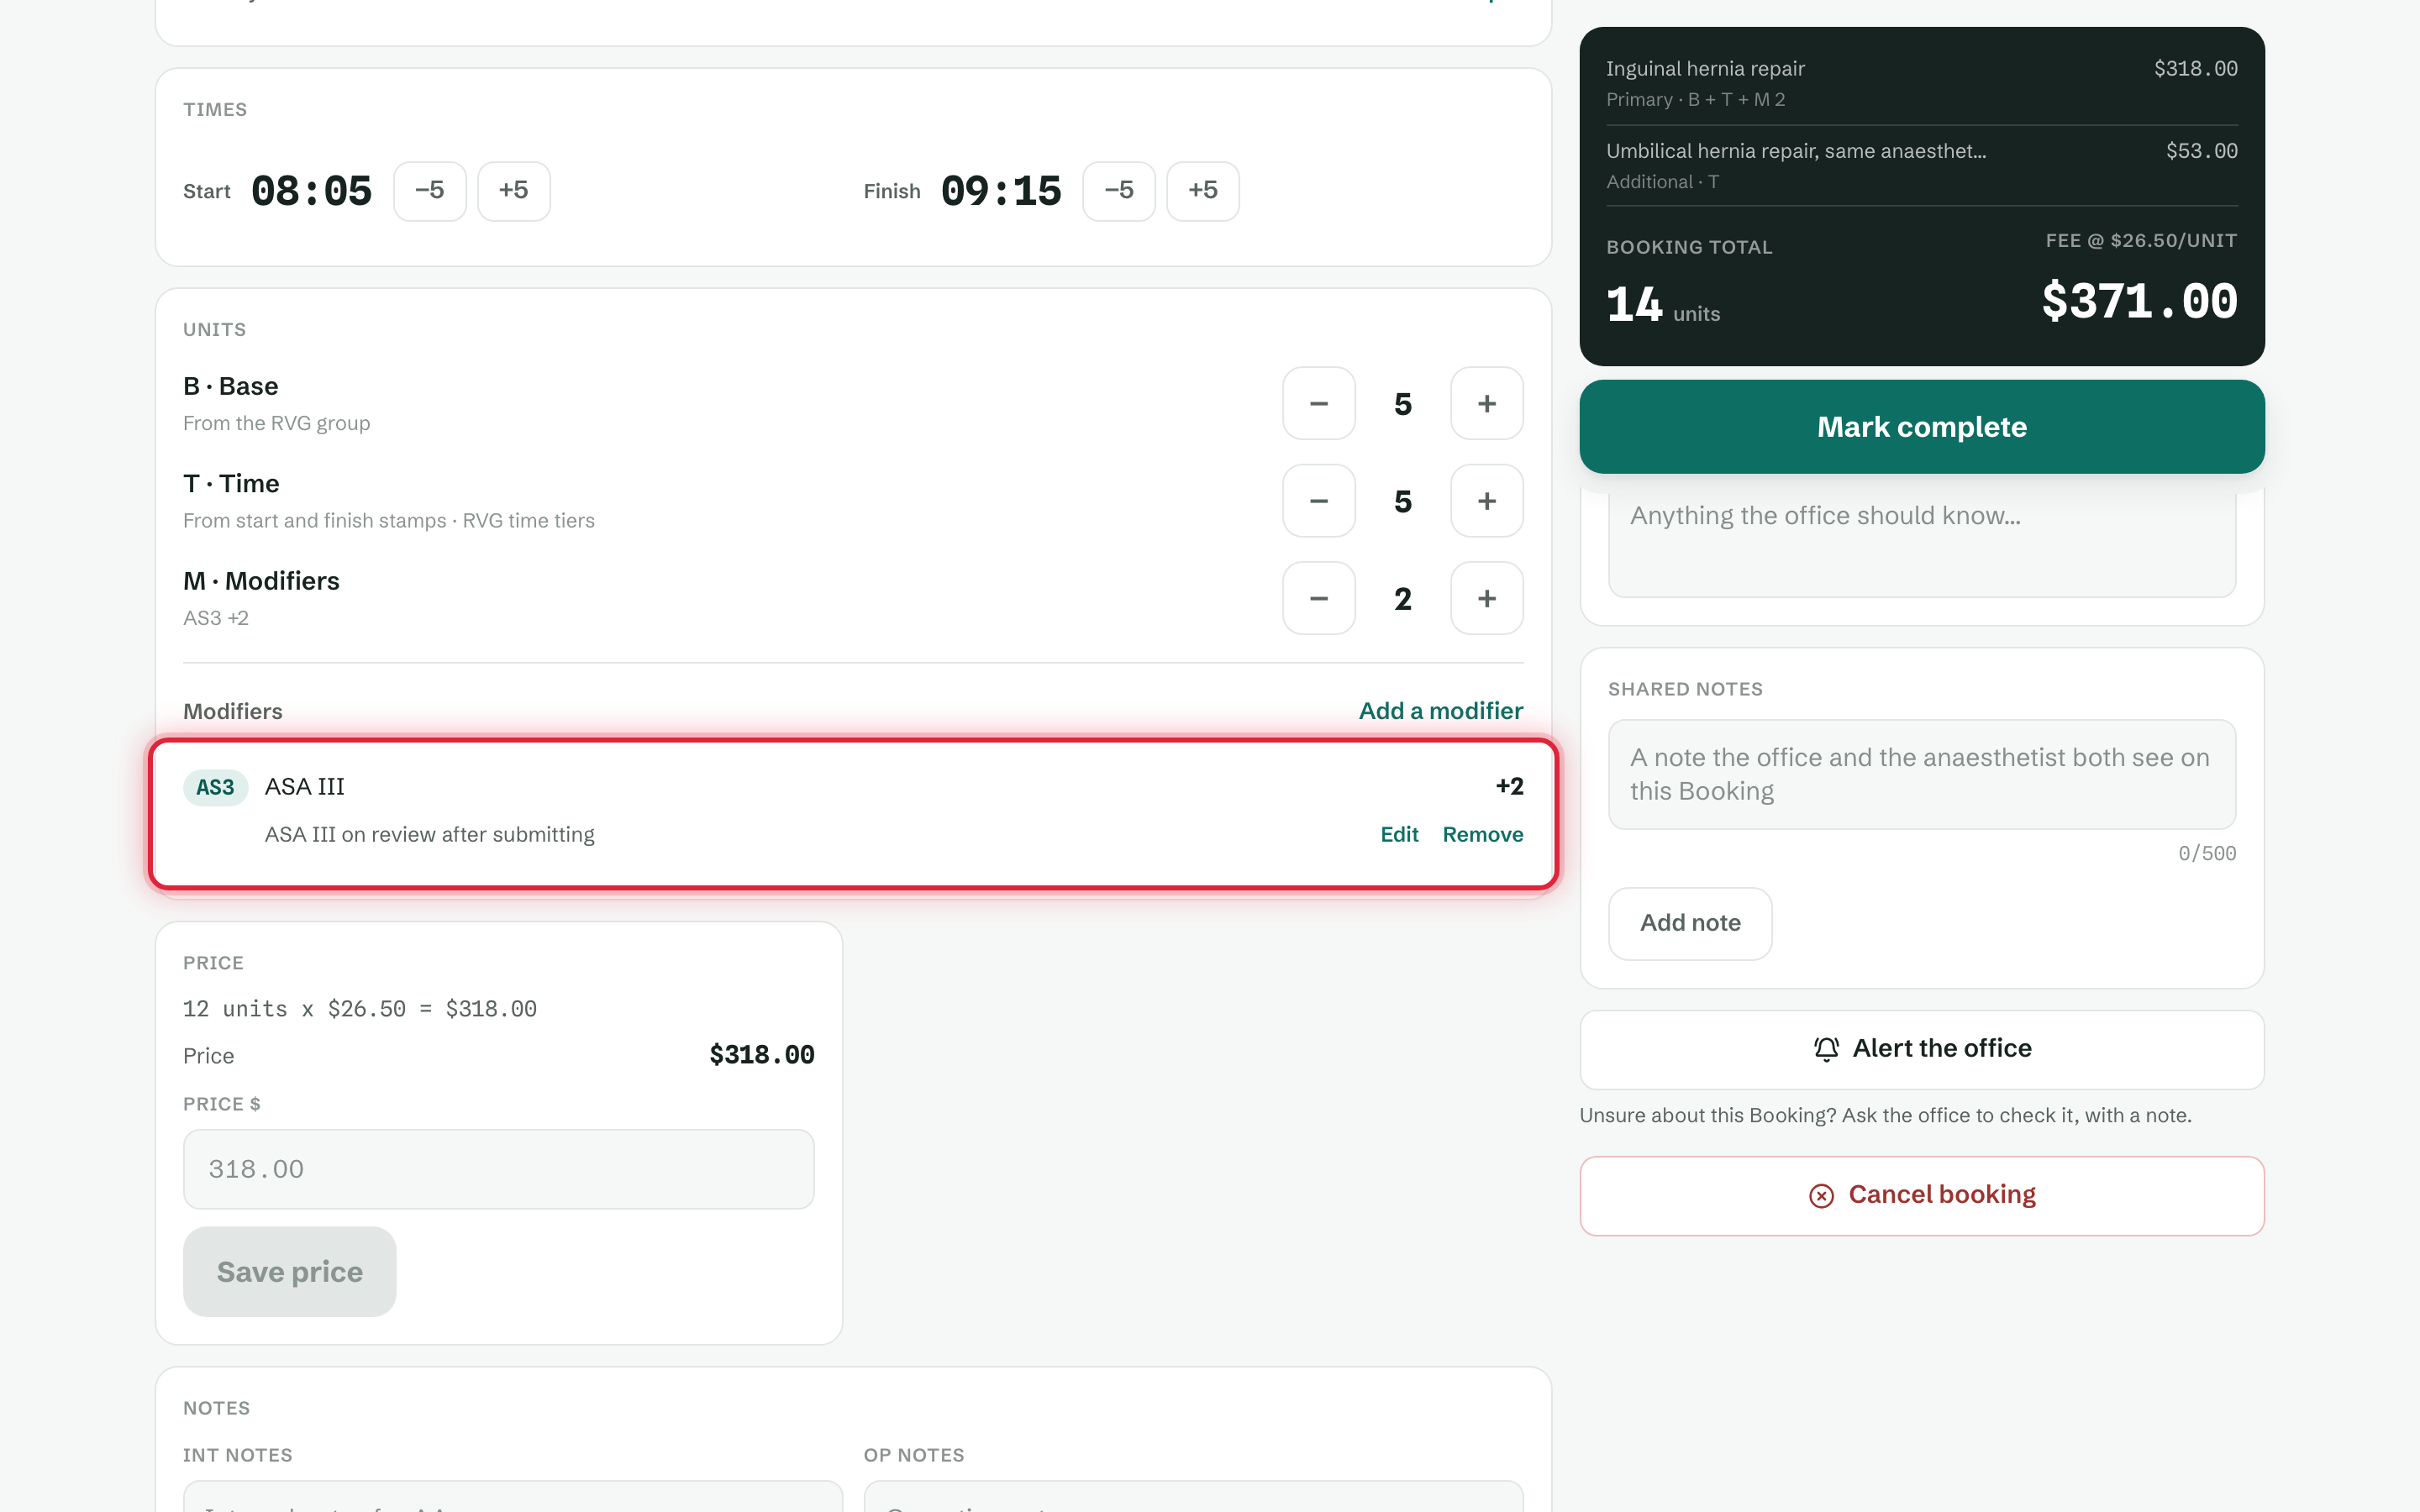 TIMES
Start 08:05 −5 +5 Finish 09:15 −5 +5
UNITS
B · Base
From the RVG group
− 5 +
T · Time
From start and finish stamps · RVG time tiers
− 5 +
M · Modifiers
AS3 +2
− 2 +
Modifiers Add a modifier
AS3 ASA III +2
ASA III on review after submitting Edit Remove
PRICE
12 units x $26.50 = $318.00
Price $318.00
PRICE $
318.00
Save price
NOTES
INT NOTES OP NOTES
Inguinal hernia repair $318.00
Primary · B + T + M 2
Umbilical hernia repair, same anaesthet... $53.00
Additional · T
BOOKING TOTAL FEE @ $26.50/UNIT
14 units $371.00
Mark complete
Anything the office should know...
SHARED NOTES
A note the office and the anaesthetist both see on
this Booking
0/500
Add note
Alert the office
Unsure about this Booking? Ask the office to check it, with a note.
Cancel booking